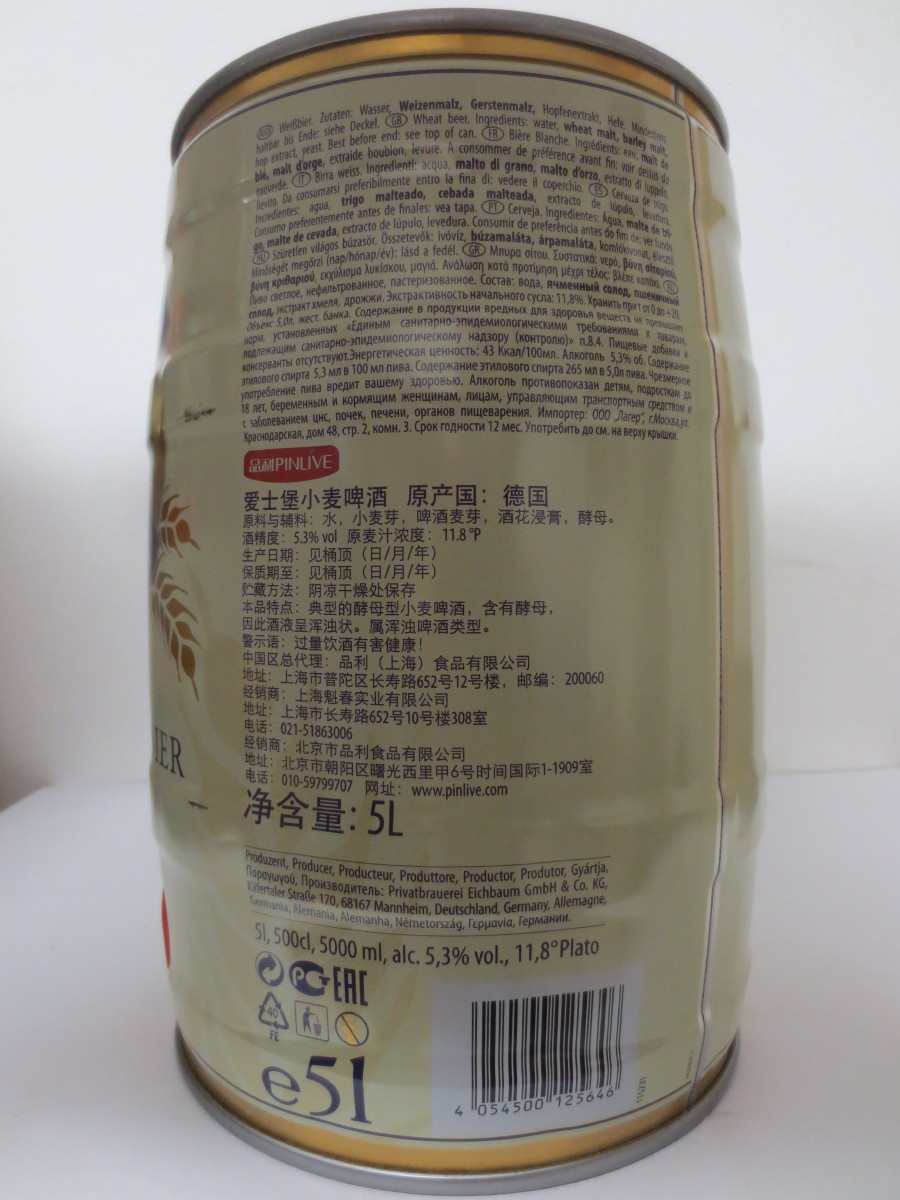 D Weißbier. Zutaten: Wasser, Weizenmalz, Gerstenmalz, Hopfenextrakt, Hefe. Mindestens
haltbar bis Ende: siehe Deckel. GB Wheat beer. Ingredients: water, wheat malt, barley malt,
hop extract, yeast. Best before end: see top of can. FR Bière Blanche. Ingrédients: eau, malt de
blé, malt d'orge, extraide houblon, levure. A consommer de préférence avant fin: voir dessus du
couverde. IT Birra weiss. Ingredienti: acqua, malto di grano, malto d'orzo, estratto di luppolo,
lievito. Da consumarsi preferibilmente entro la fina di: vedere il coperchio. ES Cerveza de trigo.
Incredientes: agua, trigo malteado, cebada malteada, extracto de lúpulo, levatura.
Consumo preferentemente antes de finales: vea tapa. PT Cerveja. Ingredientes: Água, malte de tri-
go, malte de cevada, extracto de lúpulo, levedura. Consumir de preferência antes do fim de: ver fundo.
HU Szüretlen világos búzasör. Összetevők: ivóvíz, búzamaláta, árpamaláta, komlókivonat, élesztő.
Minőségét megőrzi (nap/hónap/év): lásd a fedél. GR Μπυρα οίτου. Συστατικά: νερό, βύνη οίταριού,
βύνη κριθαριού, εκχύλισμα λυκίσκου, μαγιά. Ανάλωση κατά προτίμηση μέχρι τέλος: βλέπε καπάκι. RU
Пиво светлое, нефильтрованное, пастеризованное. Состав: вода, ячменный солод, пшеничный
солод, экстракт хмеля, дрожжи. Экстрактивность начального сусла: 11,8%. Хранить при t от 0 до +20.
Объем: 5,0л. жест. банка. Содержание в продукции вредных для здоровья веществ не превышает
норм, установленных «Единым санитарно-эпидемиологическими требованиями к товарам,
подлежащим санитарно-эпидемиологическому надзору (контролю)» п.8.4. Пищевые добавки и
консерванты отсутствуют.Энергетическая ценность: 43 Ккал/100мл. Алкоголь 5,3% об. Содержание
этилового спирта 5,3 мл в 100 мл пива. Содержание этилового спирта 265 мл в 5,0л пива. Чрезмерное
употребление пива вредит вашему здоровью. Алкоголь противопоказан детям, подросткам до
18 лет, беременным и кормящим женщинам, лицам, управляющим транспортным средством и
с заболеванием цнс, почек, печени, органов пищеварения. Импортер: ООО „Лагер“, г.Москва,ул.
Краснодарская, дом 48, стр. 2, комн. 3. Срок годности 12 мес. Употребить до см. на верху крышки.
品利PINLIVE
爱士堡小麦啤酒 原产国：德国
原料与辅料：水，小麦芽，啤酒麦芽，酒花浸膏，酵母。
酒精度：5.3% vol 原麦汁浓度：11.8 °P
生产日期：见桶顶（日/月/年）
保质期至：见桶顶（日/月/年）
贮藏方法：阴凉干燥处保存
本品特点：典型的酵母型小麦啤酒，含有酵母，
因此酒液呈浑浊状。属浑浊啤酒类型。
警示语：过量饮酒有害健康！
中国区总代理：品利（上海）食品有限公司
地址：上海市普陀区长寿路652号12号楼，邮编：200060
经销商：上海魁春实业有限公司
地址：上海市长寿路652号10号楼308室
电话：021-51863006
经销商：北京市品利食品有限公司
地址：北京市朝阳区曙光西里甲6号时间国际1-1909室
电话：010-59799707 网址：www.pinlive.com
净含量：5L
IER
Produzent, Producer, Producteur, Produttore, Productor, Produtor, Gyártja,
Παραγωγού, Производитель: Privatbrauerei Eichbaum GmbH & Co. KG,
Käfertaler Straße 170, 68167 Mannheim, Deutschland, Germany, Allemagne,
Germania, Alemania, Alemanha, Németország, Γερμανία, Германии.
5l, 500cl, 5000 ml, alc. 5,3% vol., 11,8°Plato
PG EAC
40
FE
e5l
4 054500 125646
115231